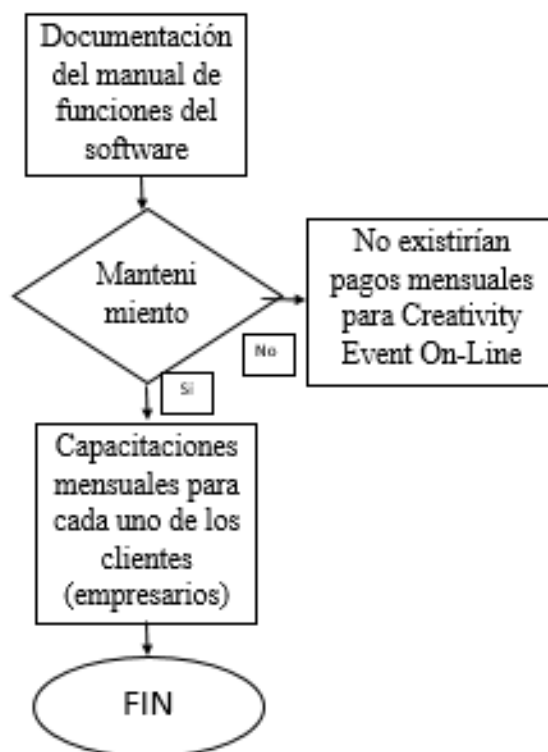 Documentación
del manual de
funciones del
software
Manteni
miento
No existirían
pagos mensuales
para Creativity
Event On-Line
No
Si
Capacitaciones
mensuales para
cada uno de los
clientes
(empresarios)
FIN